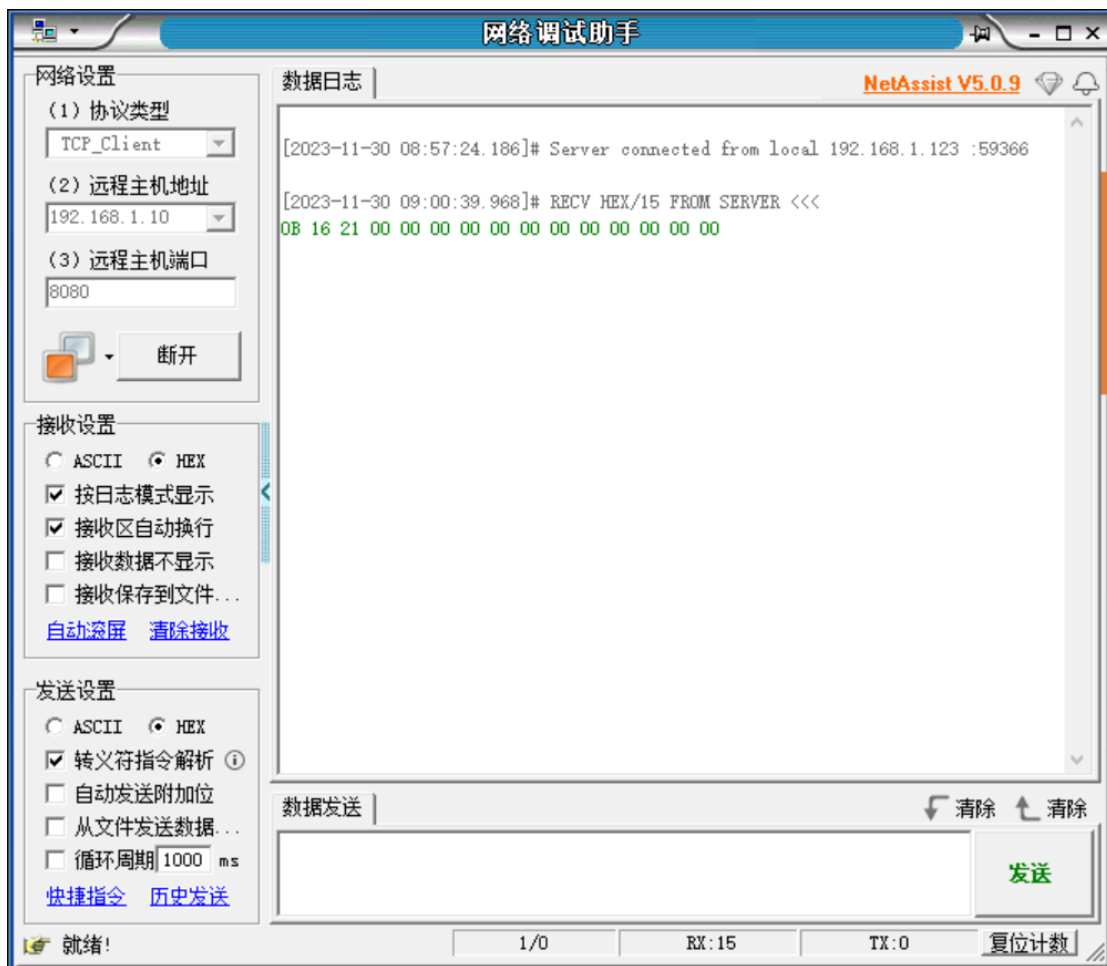 网络调试助手
网络设置
(1) 协议类型
TCP_Client
(2) 远程主机地址
192.168.1.10
(3) 远程主机端口
8080
断开
接收设置
ASCII HEX
按日志模式显示
接收区自动换行
接收数据不显示
接收保存到文件...
自动滚屏 清除接收
发送设置
ASCII HEX
转义符指令解析
自动发送附加位
从文件发送数据...
循环周期 1000 ms
快捷指令 历史发送
数据日志
NetAssist V5.0.9
[2023-11-30 08:57:24.186]# Server connected from local 192.168.1.123 :59366
[2023-11-30 09:00:39.968]# RECV HEX/15 FROM SERVER <<<
0B 16 21 00 00 00 00 00 00 00 00 00 00 00 00
数据发送
清除 清除
发送
就绪! 1/0 RX:15 TX:0 复位计数